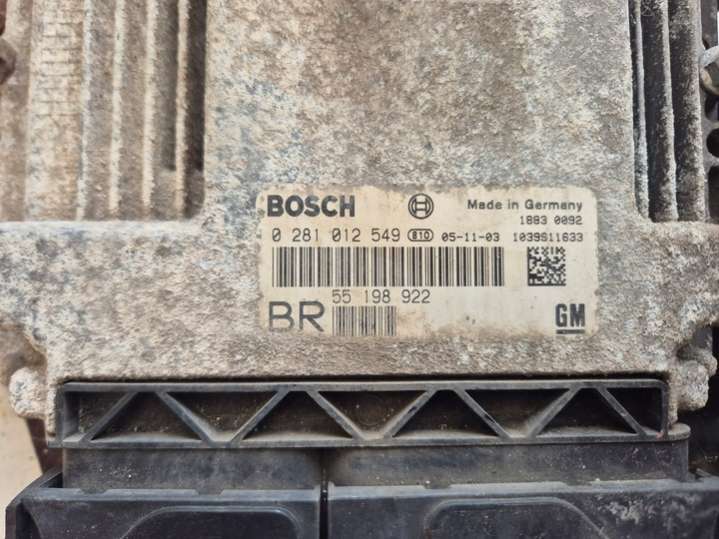 BOSCH Made in Germany
1883 0092
0 281 012 549 810 05-11-03 1039S11633
55 198 922
BR GM